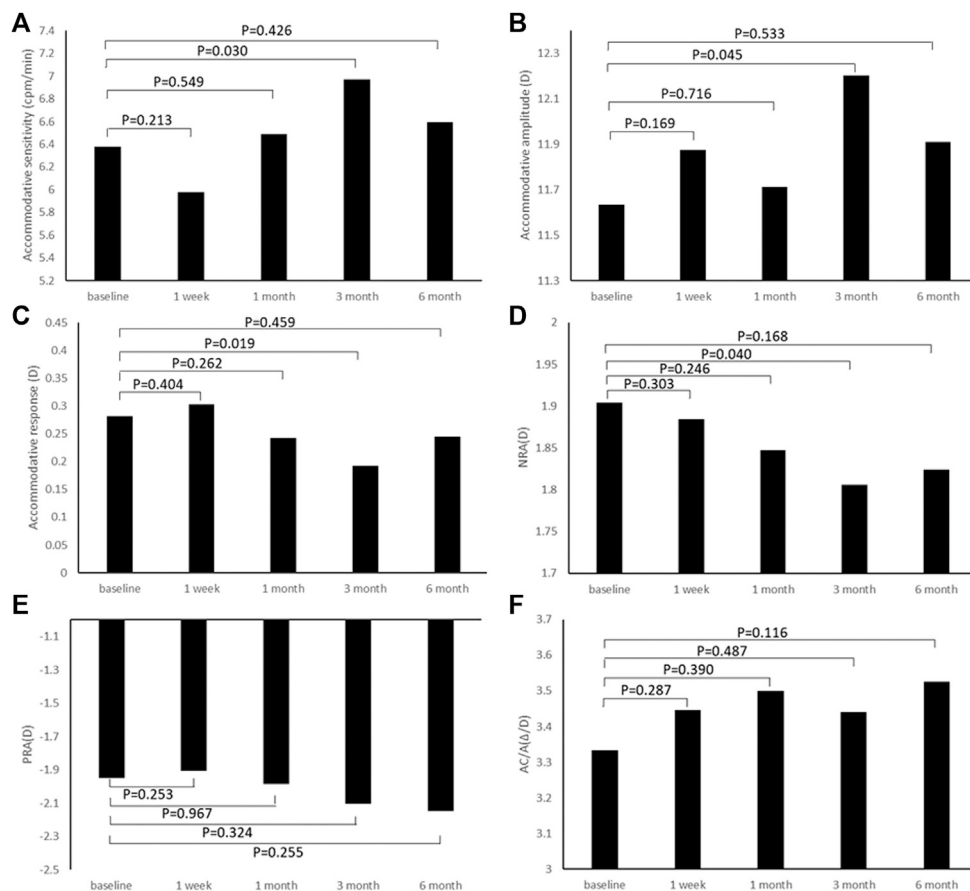 A
Accommodative sensitivity (cpm/min)
7.4
7.2
7
6.8
6.6
6.4
6.2
6
5.8
5.6
5.4
5.2
P=0.426
P=0.030
P=0.549
P=0.213
baseline 1 week 1 month 3 month 6 month
B
Accommodative amplitude (D)
12.3
12.1
11.9
11.7
11.5
11.3
P=0.533
P=0.045
P=0.716
P=0.169
baseline 1 week 1 month 3 month 6 month
C
Accommodative response (D)
0.45
0.4
0.35
0.3
0.25
0.2
0.15
0.1
0.05
0
P=0.459
P=0.019
P=0.262
P=0.404
baseline 1 week 1 month 3 month 6 month
D
NRA(D)
2
1.95
1.9
1.85
1.8
1.75
1.7
P=0.168
P=0.040
P=0.246
P=0.303
baseline 1 week 1 month 3 month 6 month
E
PRA(D)
-1.1
-1.3
-1.5
-1.7
-1.9
-2.1
-2.3
-2.5
P=0.253
P=0.967
P=0.324
P=0.255
baseline 1 week 1 month 3 month 6 month
F
AC/A(Δ/D)
3.7
3.6
3.5
3.4
3.3
3.2
3.1
3
P=0.116
P=0.487
P=0.390
P=0.287
baseline 1 week 1 month 3 month 6 month